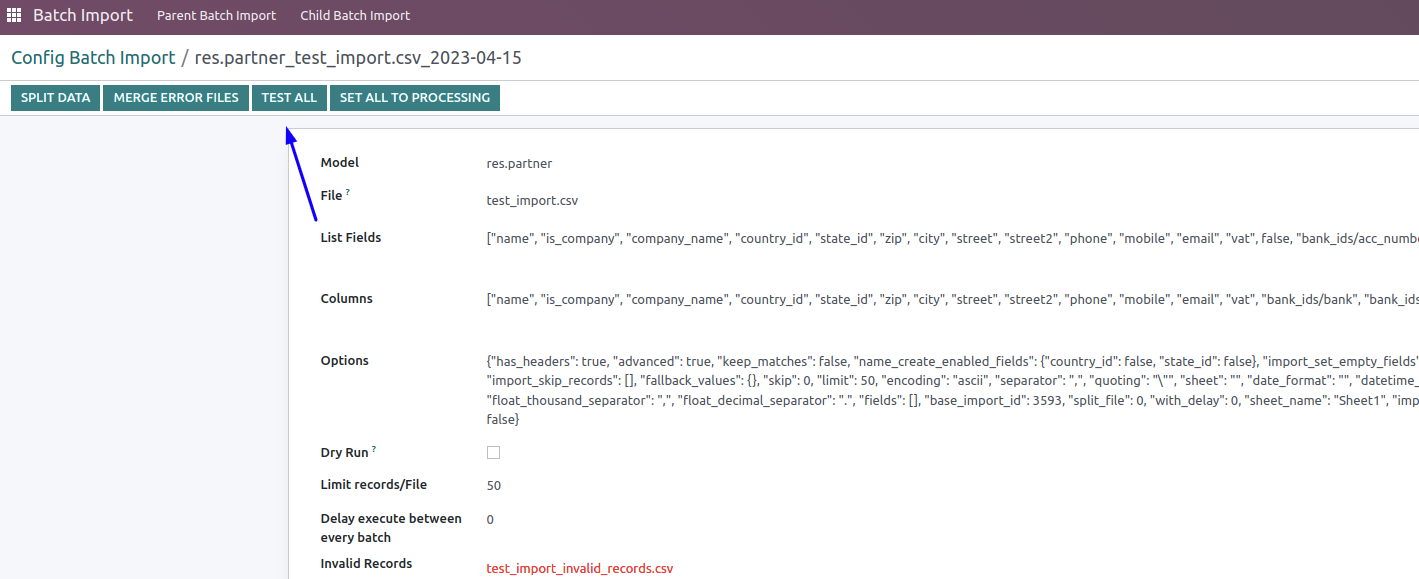 Batch Import Parent Batch Import Child Batch Import
Config Batch Import / res.partner_test_import.csv_2023-04-15
SPLIT DATA MERGE ERROR FILES TEST ALL SET ALL TO PROCESSING
Model res.partner
File ? test_import.csv
List Fields ["name", "is_company", "company_name", "country_id", "state_id", "zip", "city", "street", "street2", "phone", "mobile", "email", "vat", false, "bank_ids/acc_numbe
Columns ["name", "is_company", "company_name", "country_id", "state_id", "zip", "city", "street", "street2", "phone", "mobile", "email", "vat", "bank_ids/bank", "bank_ids
Options {"has_headers": true, "advanced": true, "keep_matches": false, "name_create_enabled_fields": {"country_id": false, "state_id": false}, "import_set_empty_fields"
"import_skip_records": [], "fallback_values": {}, "skip": 0, "limit": 50, "encoding": "ascii", "separator": ",", "quoting": "\"", "sheet": "", "date_format": "", "datetime_
"float_thousand_separator": ",", "float_decimal_separator": ".", "fields": [], "base_import_id": 3593, "split_file": 0, "with_delay": 0, "sheet_name": "Sheet1", "imp
false}
Dry Run ?
Limit records/File 50
Delay execute between 0
every batch
Invalid Records test_import_invalid_records.csv